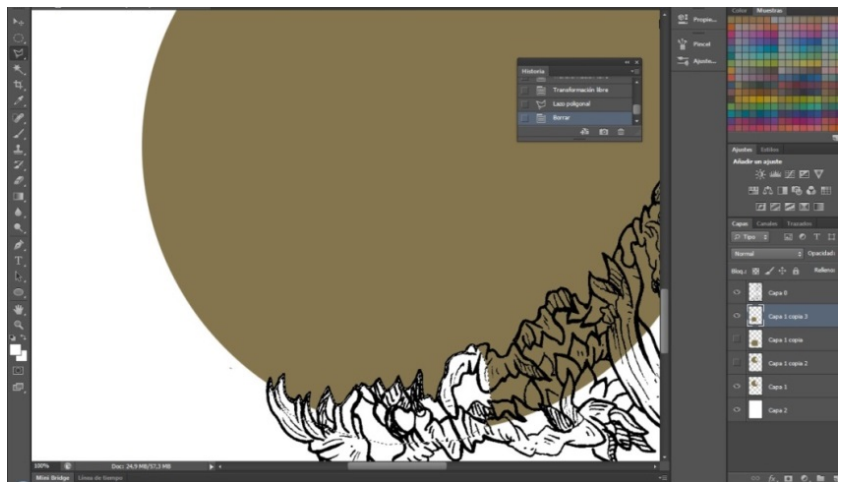 Color Muestras
Propie...
Pincel
Ajuste...
Historia
Transformación libre
Lazo poligonal
Borrar
Ajustes Estilos
Añadir un ajuste
Capas Canales Trazados
Tipo
Normal Opacidad:
Bloq.: Relleno:
Capa 8
Capa 1 copia 3
Capa 1 copia
Capa 1 copia 2
Capa 1
Capa 2
100% Doc: 24,9 MB/57,3 MB
Mini Bridge Línea de tiempo